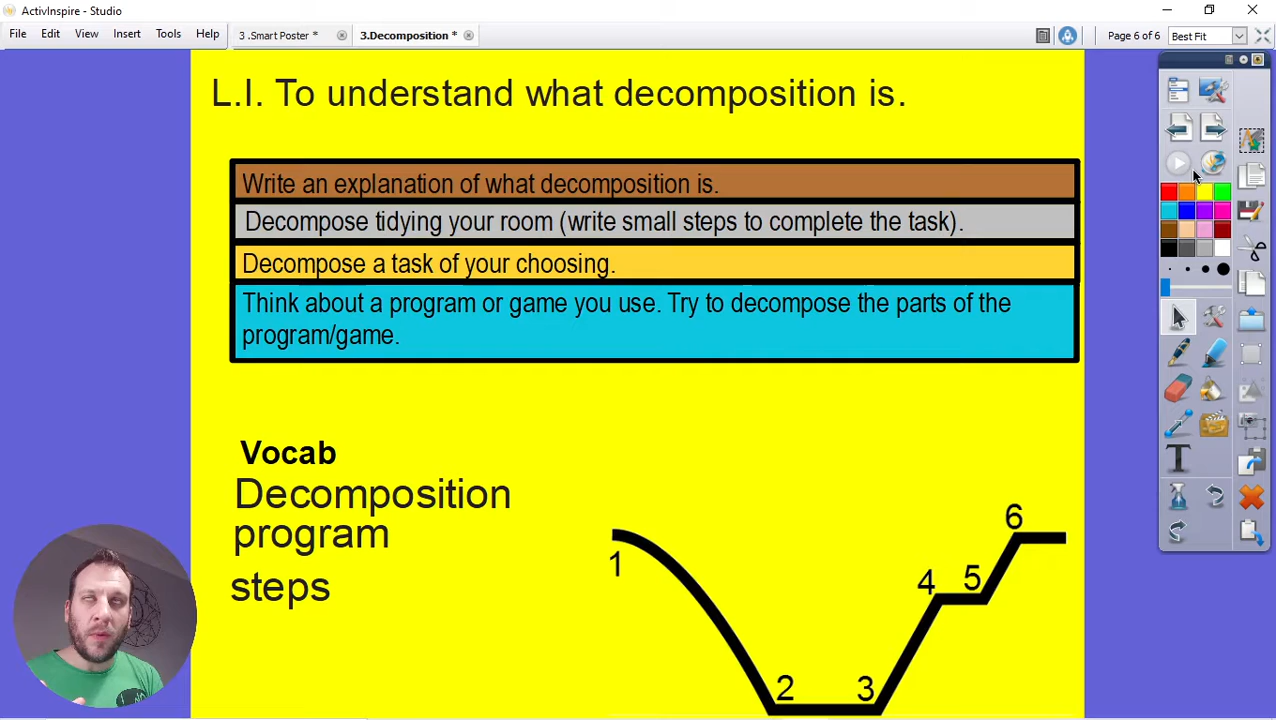 ActivInspire - Studio
File Edit View Insert Tools Help
3 .Smart Poster *
3.Decomposition *
Page 6 of 6
Best Fit
L.I. To understand what decomposition is.
Write an explanation of what decomposition is.
Decompose tidying your room (write small steps to complete the task).
Decompose a task of your choosing.
Think about a program or game you use. Try to decompose the parts of the
program/game.
Vocab
Decomposition
program
steps
1
2
3
4
5
6
T